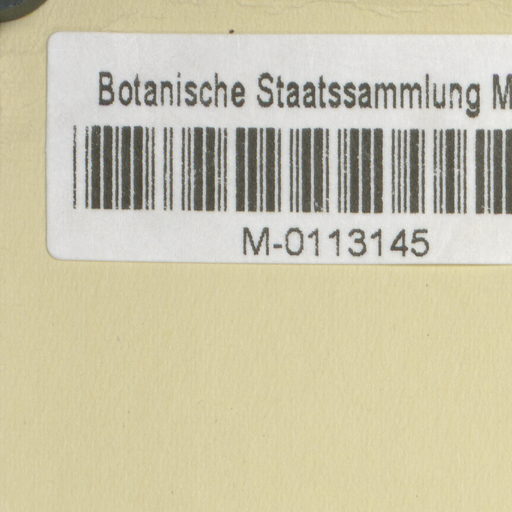 Botanische Staatssammlung M
M-0113145